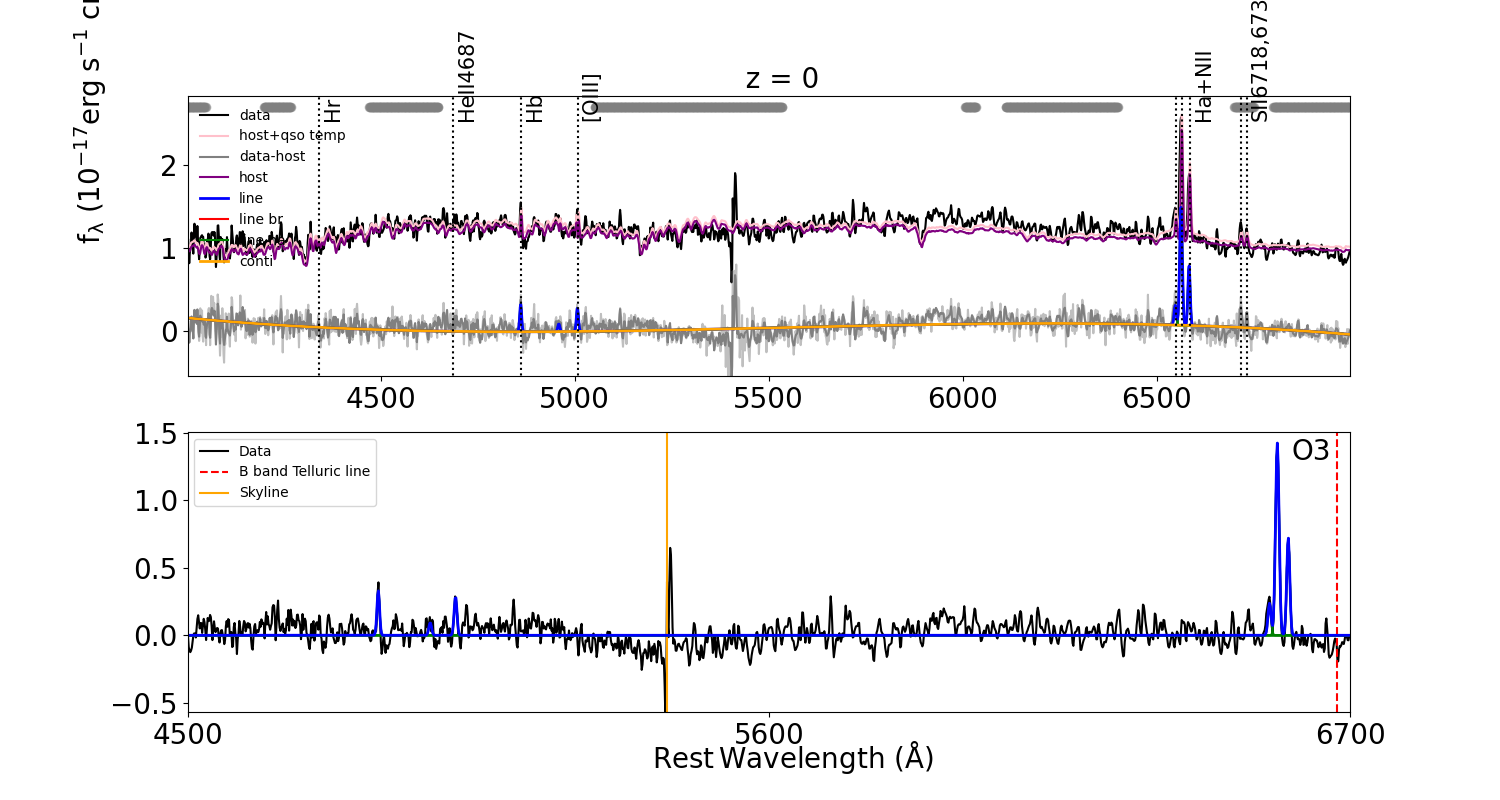 z = 0
f_λ (10^−17 erg s^−1
Hr
HeII4687
Hb
[OIII]
Ha+NII
SII6718,673
data
host+qso temp
data-host
host
line
line br
conti
2
1
0
4500 5000 5500 6000 6500
1.5
1.0
0.5
0.0
−0.5
Data
B band Telluric line
Skyline
O3
4500 5600 6700
Rest Wavelength (Å)